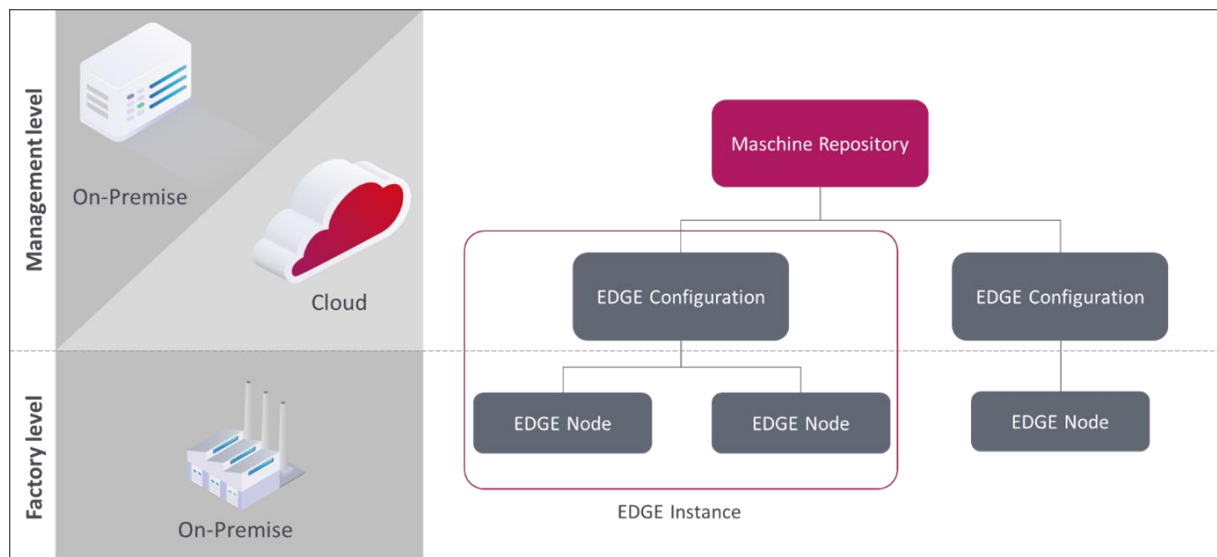 Management level
On-Premise
Cloud
Maschine Repository
EDGE Configuration
EDGE Configuration
Factory level
On-Premise
EDGE Node
EDGE Node
EDGE Node
EDGE Instance